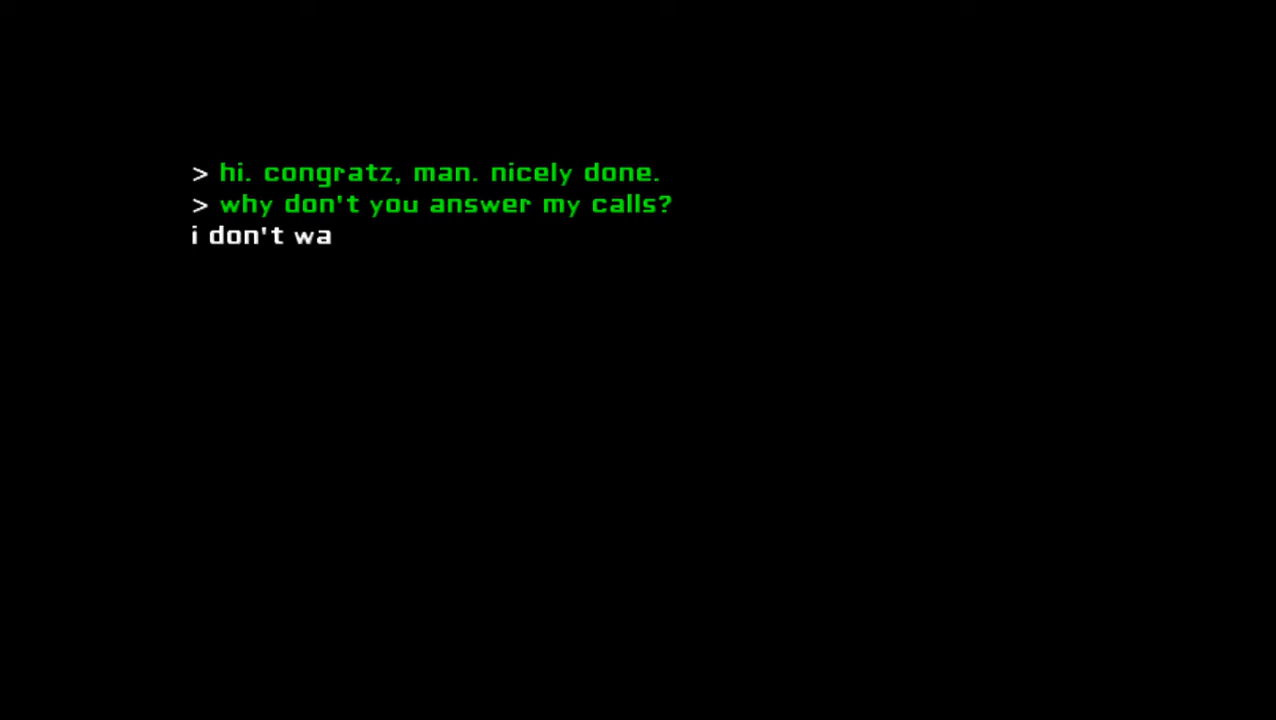 > hi. congratz, man. nicely done.
> why don't you answer my calls?
i don't wa